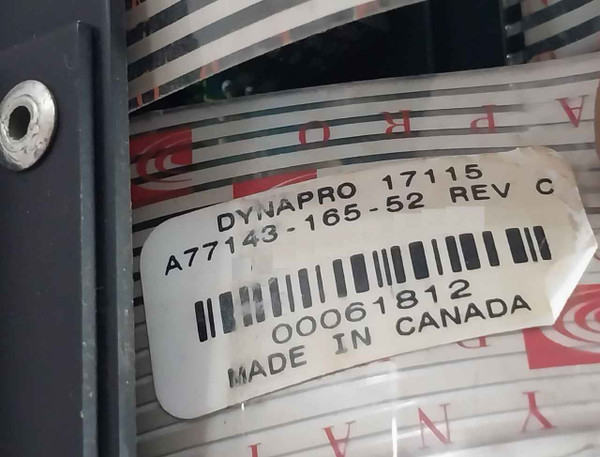 A P R O
DYNAPRO 17115
A77143-165-52 REV C
00061812
MADE IN CANADA
Y N A